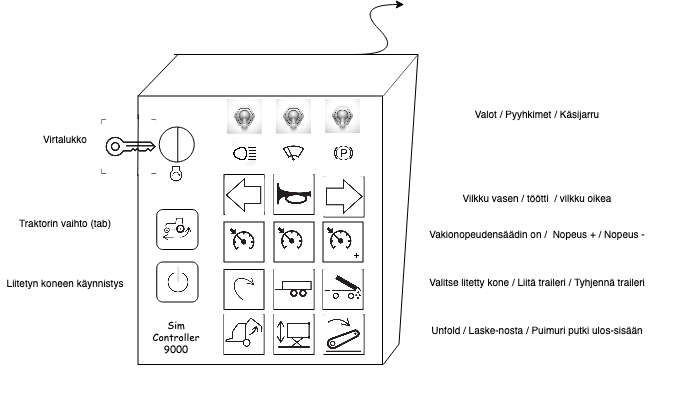 Valot / Pyyhkimet / Käsijarru
Virtalukko
(P)
Vilkku vasen / töötti / vilkku oikea
Traktorin vaihto (tab)
Vakionopeudensäädin on / Nopeus + / Nopeus -
+
Liitetyn koneen käynnistys
Valitse litetty kone / Liitä traileri / Tyhjennä traileri
Sim
Controller
9000
Unfold / Laske-nosta / Puimuri putki ulos-sisään